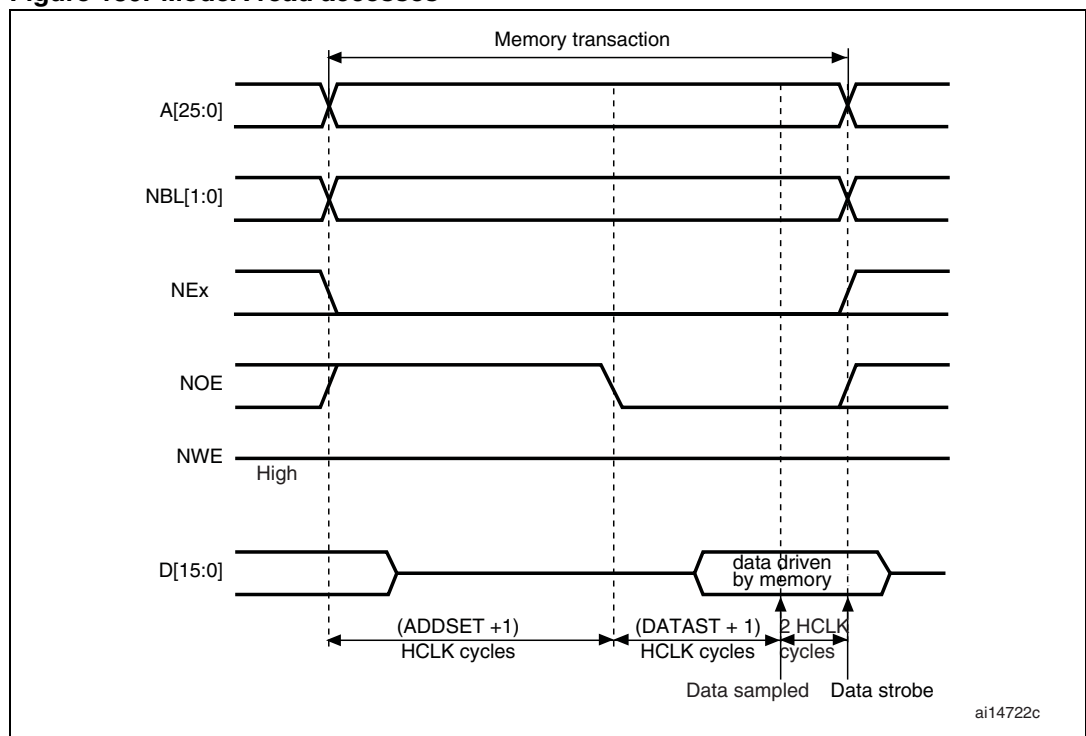 Memory transaction
A[25:0]
NBL[1:0]
NEx
NOE
NWE
High
D[15:0]
data driven
by memory
(ADDSET +1)
HCLK cycles
(DATAST + 1)
HCLK cycles
2 HCLK
cycles
Data sampled
Data strobe
ai14722c